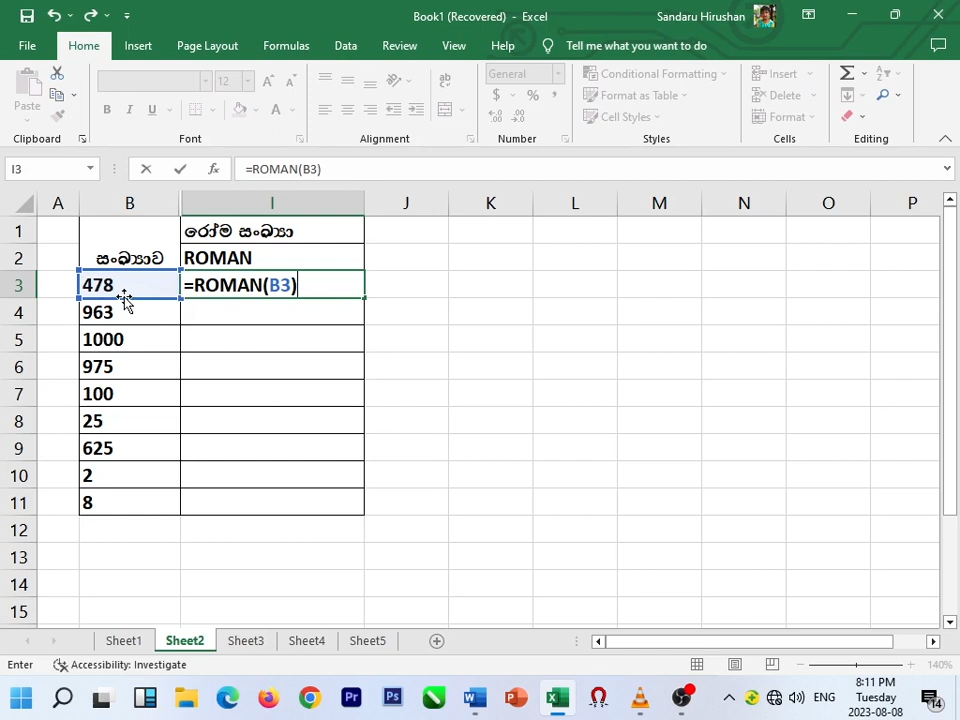 Book1 (Recovered) - Excel
Sandaru Hirushan
File Home Insert Page Layout Formulas Data Review View Help Tell me what you want to do
Paste
12
General
Conditional Formatting
Format as Table
Cell Styles
Insert
Delete
Format
B I U
$ % ,
Clipboard Font Alignment Number Styles Cells Editing
I3
=ROMAN(B3)
A B I J K L M N O P
1 රෝම සංඛ්‍යා
2 සංඛ්‍යාව ROMAN
3 478 =ROMAN(B3)
4 963
5 1000
6 975
7 100
8 25
9 625
10 2
11 8
12
13
14
15
Sheet1 Sheet2 Sheet3 Sheet4 Sheet5
Enter Accessibility: Investigate 140%
ENG
8:11 PM
Tuesday
2023-08-08
14